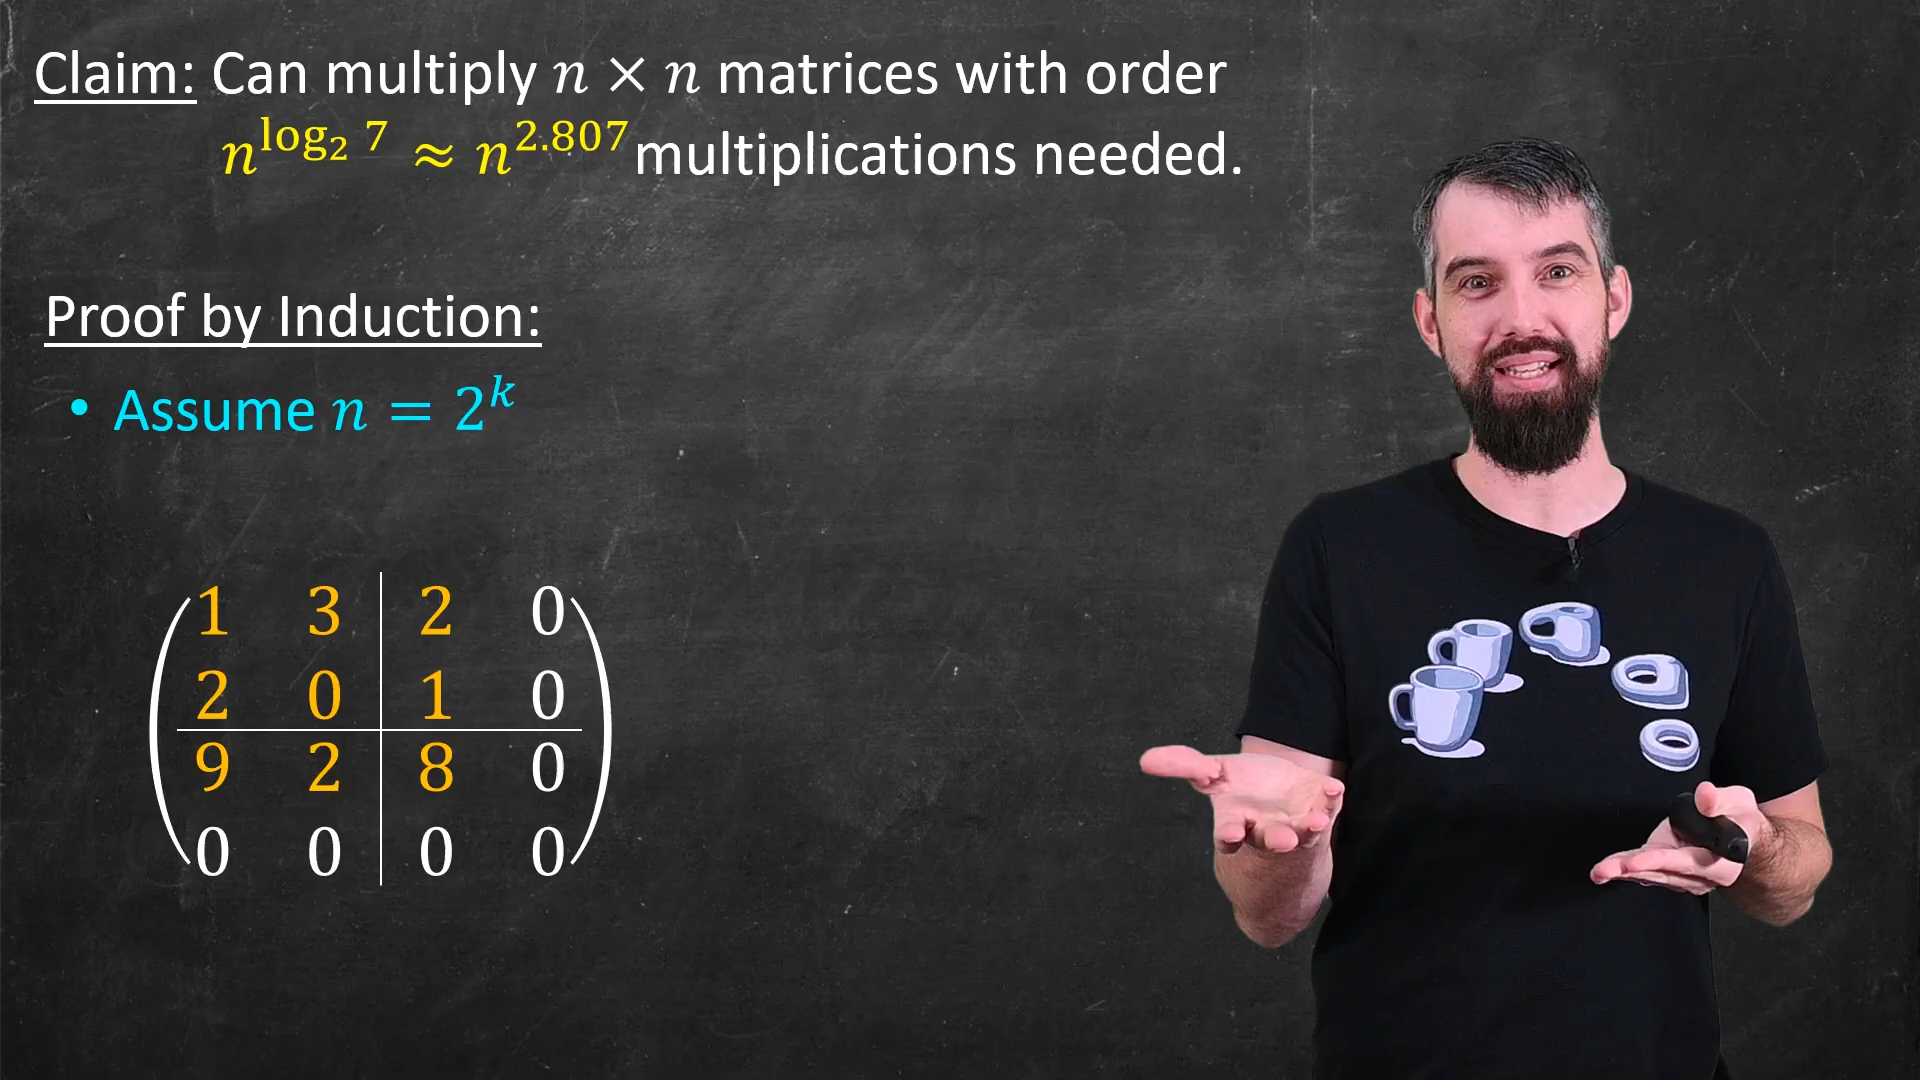 Claim: Can multiply 𝑛 × 𝑛 matrices with order
𝑛^{log₂ 7} ≈ 𝑛^{2.807} multiplications needed.
Proof by Induction:
• Assume 𝑛 = 2^𝑘
1 3 2 0
2 0 1 0
9 2 8 0
0 0 0 0